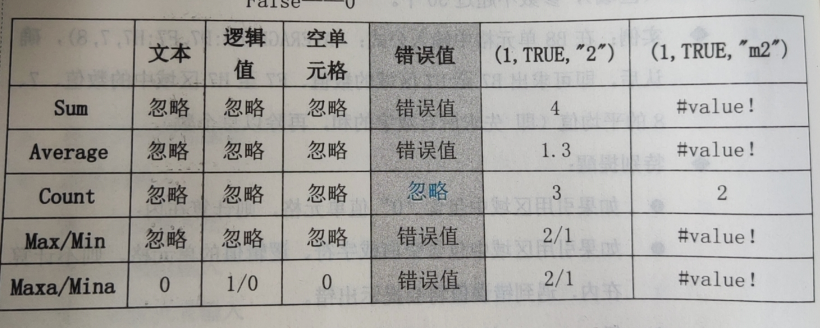 False——0
文本 逻辑值 空单元格 错误值 (1,TRUE,"2") (1,TRUE,"m2")
Sum 忽略 忽略 忽略 错误值 4 #value!
Average 忽略 忽略 忽略 错误值 1.3 #value!
Count 忽略 忽略 忽略 忽略 3 2
Max/Min 忽略 忽略 忽略 错误值 2/1 #value!
Maxa/Mina 0 1/0 0 错误值 2/1 #value!